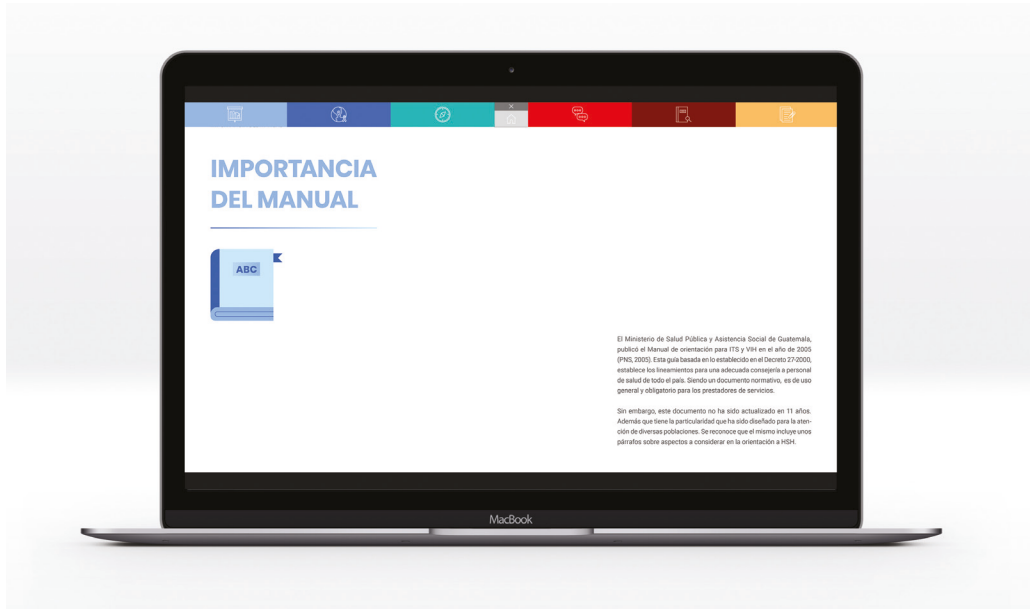 IMPORTANCIA
DEL MANUAL
ABC
El Ministerio de Salud Pública y Asistencia Social de Guatemala,
publicó el Manual de orientación para ITS y VIH en el año de 2005
(PNS, 2005). Esta guía basada en lo establecido en el Decreto 27-2000,
establece los lineamientos para una adecuada consejería a personal
de salud de todo el país. Siendo un documento normativo, es de uso
general y obligatorio para los prestadores de servicios.
Sin embargo, este documento no ha sido actualizado en 11 años.
Además que tiene la particularidad que ha sido diseñado para la aten-
ción de diversas poblaciones. Se reconoce que el mismo incluye unos
párrafos sobre aspectos a considerar en la orientación a HSH.
MacBook